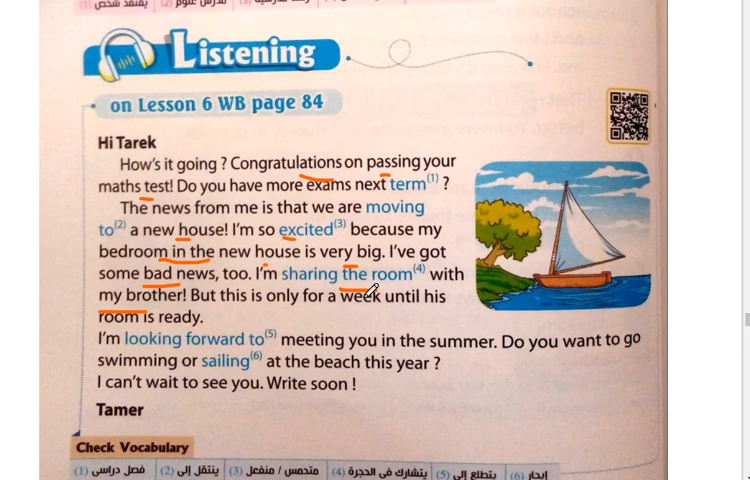 Listening
on Lesson 6 WB page 84
Hi Tarek
How's it going ? Congratulations on passing your
maths test! Do you have more exams next term(1) ?
The news from me is that we are moving
to(2) a new house! I'm so excited(3) because my
bedroom in the new house is very big. I've got
some bad news, too. I'm sharing the room(4) with
my brother! But this is only for a week until his
room is ready.
I'm looking forward to(5) meeting you in the summer. Do you want to go
swimming or sailing(6) at the beach this year ?
I can't wait to see you. Write soon !
Tamer
Check Vocabulary
(1) فصل دراسى (2) ينتقل إلى (3) متحمس / منفعل (4) يتشارك فى الحجرة (5) يتطلع إلى (6) إبحار